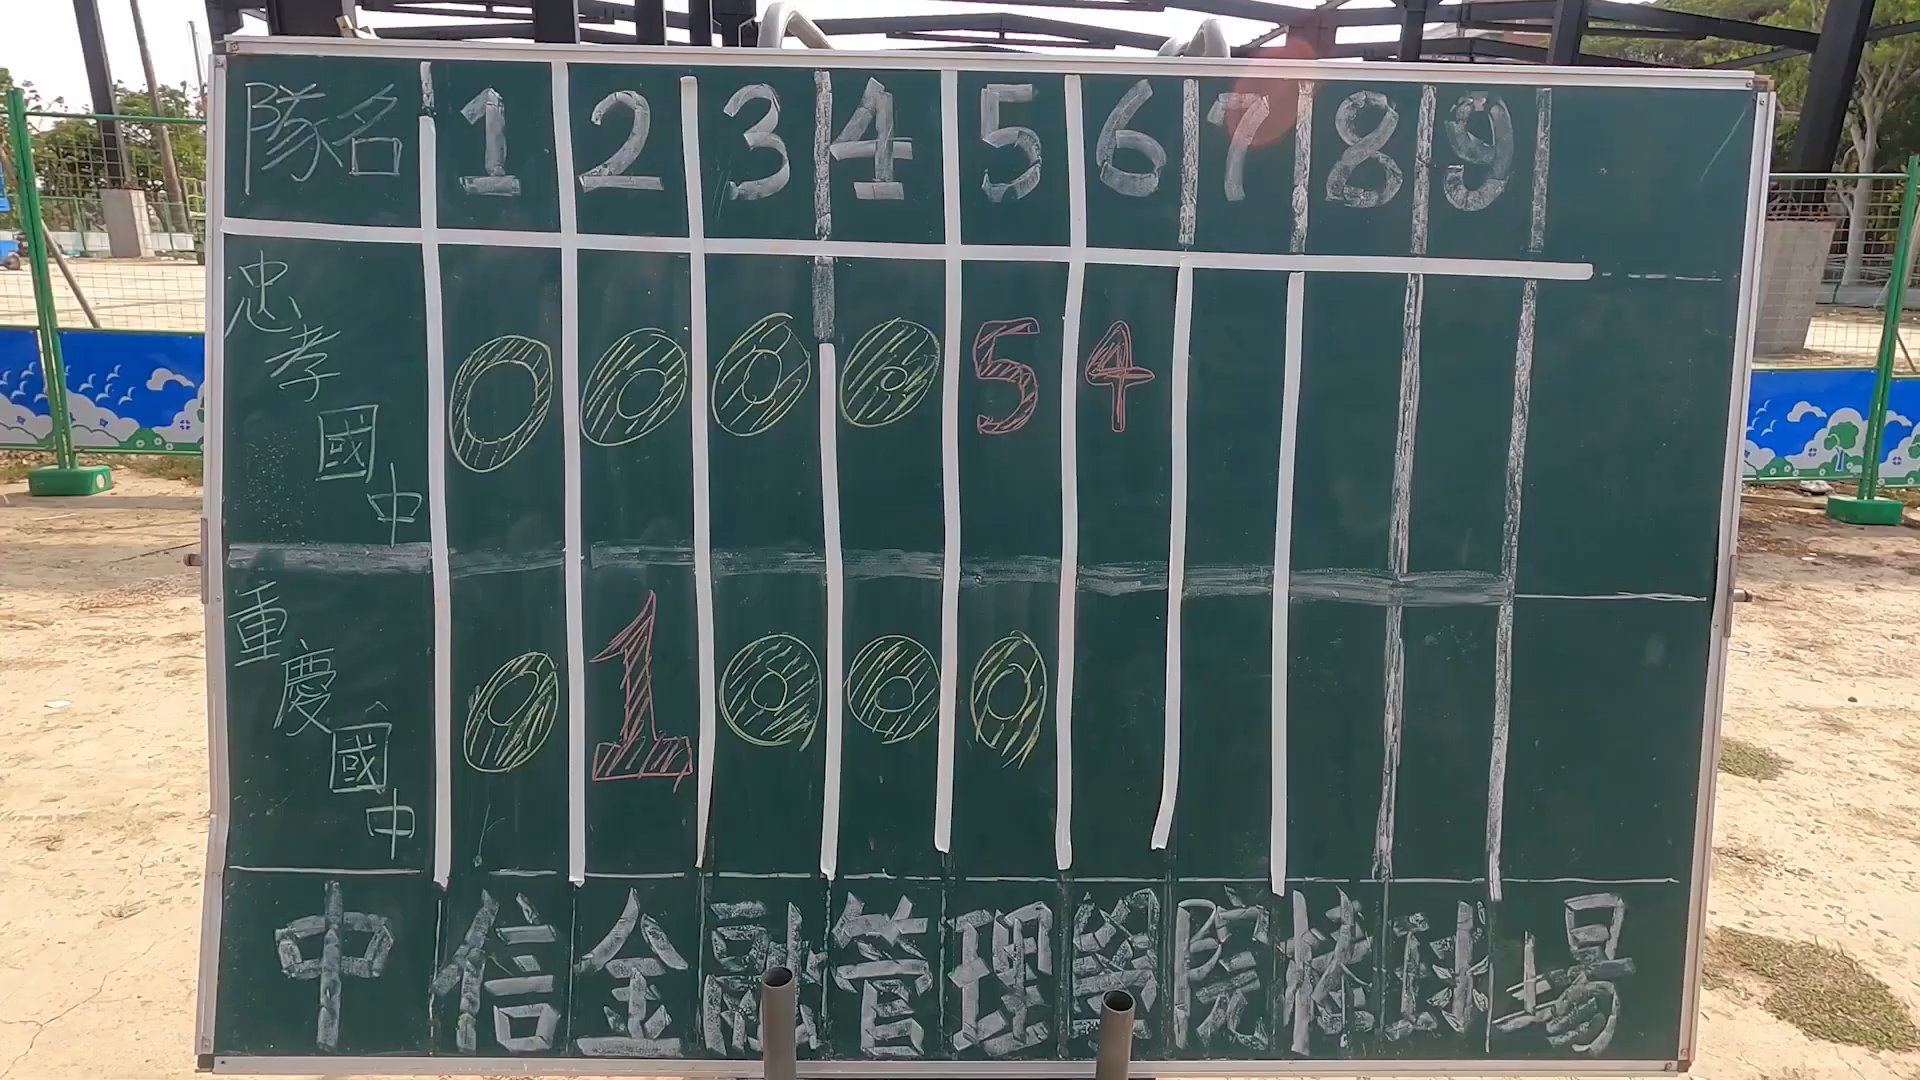 隊名 1 2 3 4 5 6 7 8 9
忠孝國中 0 0 0 0 5 4
重慶國中 0 1 0 0 0
中信金融管理學院棒球場